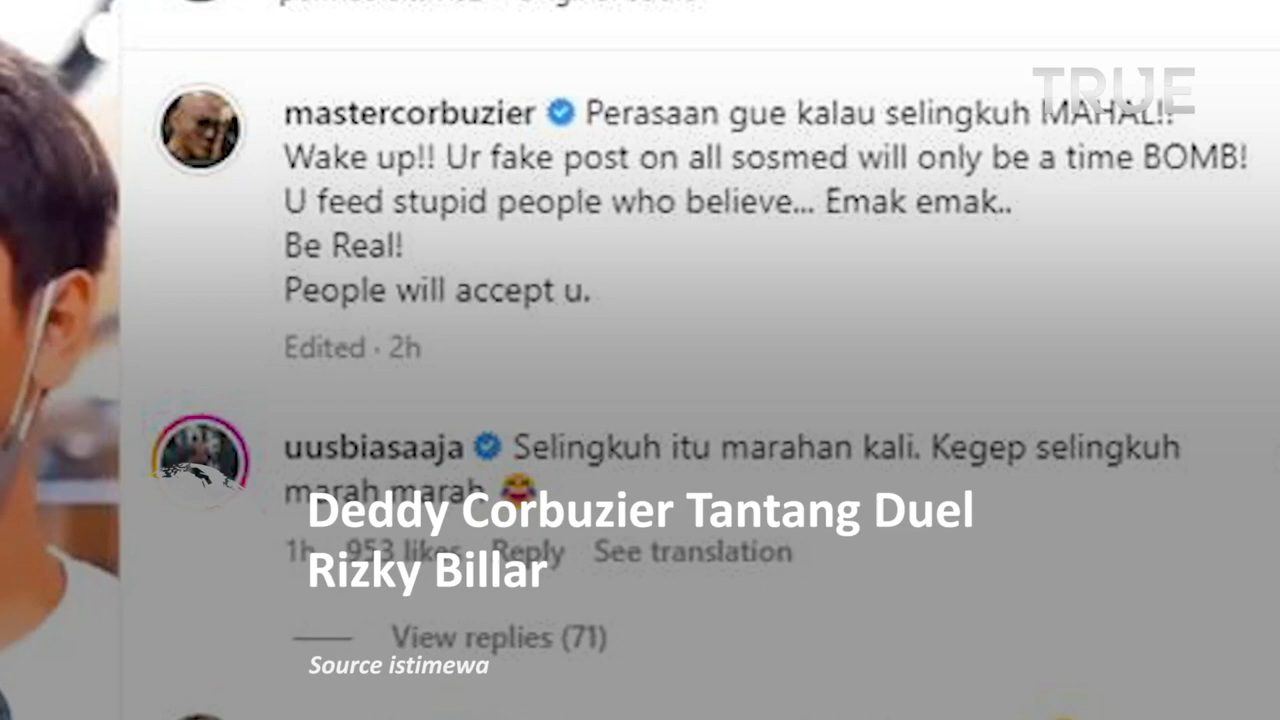 TRUE
mastercorbuzier Perasaan gue kalau selingkuh MAHAL!!
Wake up!! Ur fake post on all sosmed will only be a time BOMB!
U feed stupid people who believe... Emak emak..
Be Real!
People will accept u.
Edited · 2h
uusbiasaaja Selingkuh itu marahan kali. Kegep selingkuh
marah marah 😂
Deddy Corbuzier Tantang Duel
1h 953 likes Reply See translation
Rizky Billar
View replies (71)
Source istimewa